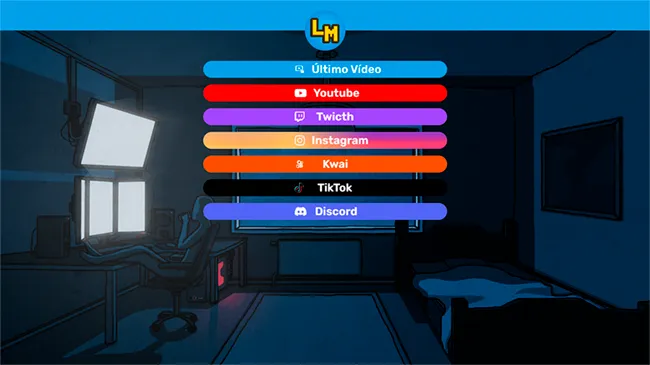 LM
Último Vídeo
Youtube
Twicth
Instagram
Kwai
TikTok
Discord